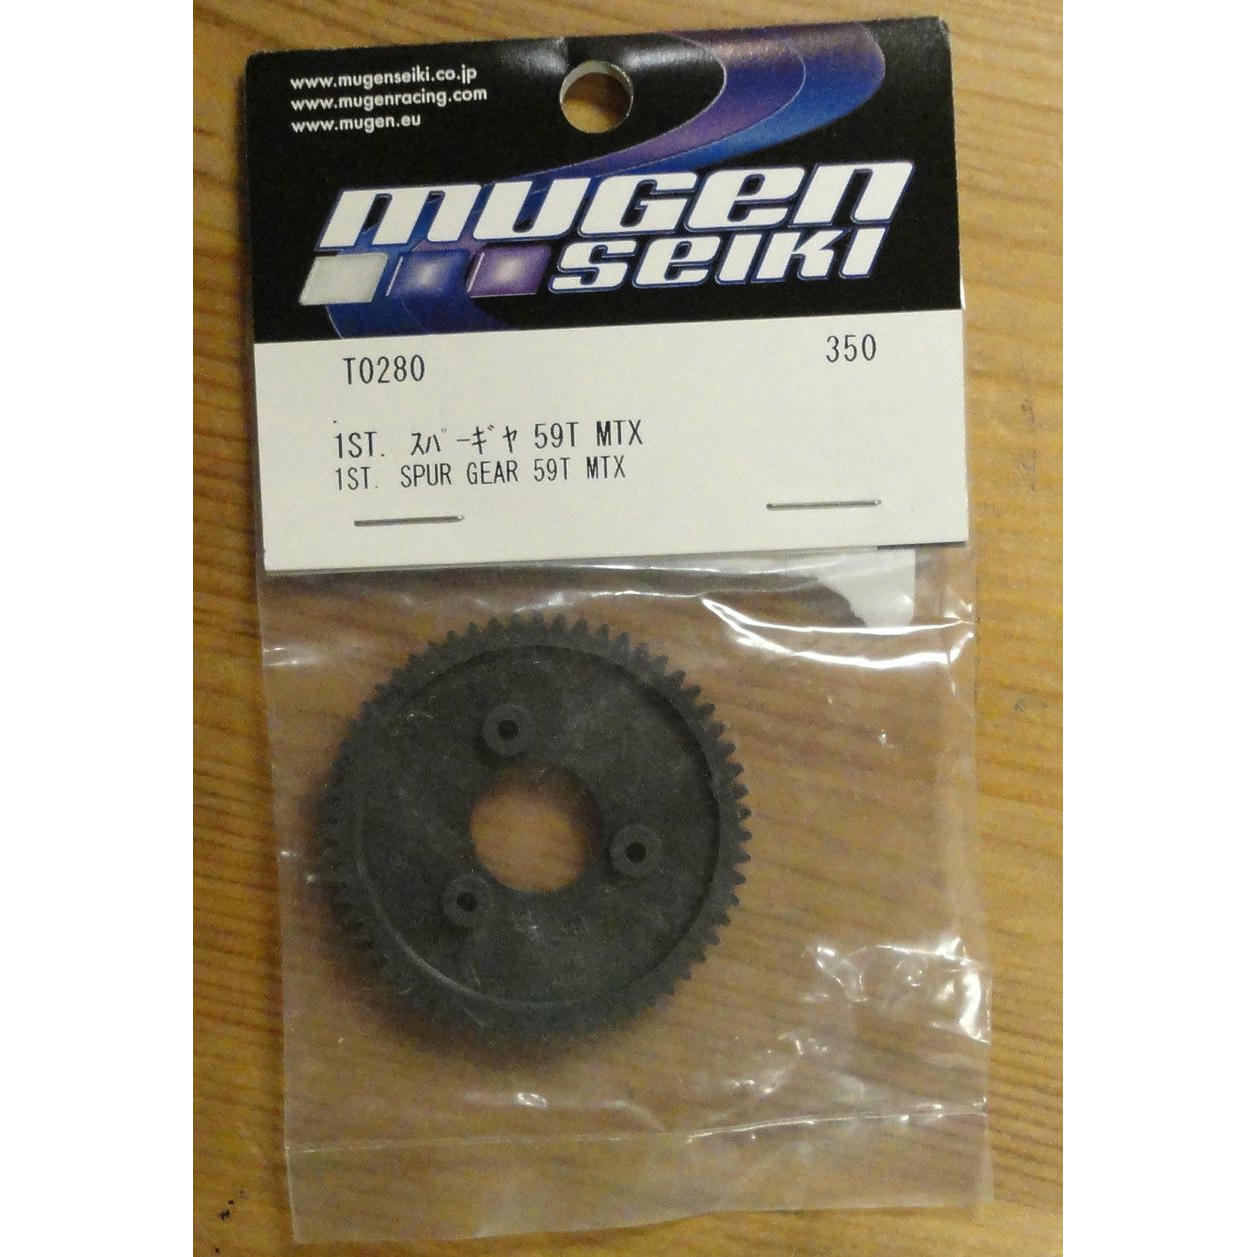 www.mugenseiki.co.jp
www.mugenracing.com
www.mugen.eu
mugen
seiki
T0280 350
1ST. ｽﾊﾟｰｷﾞﾔ 59T MTX
1ST. SPUR GEAR 59T MTX